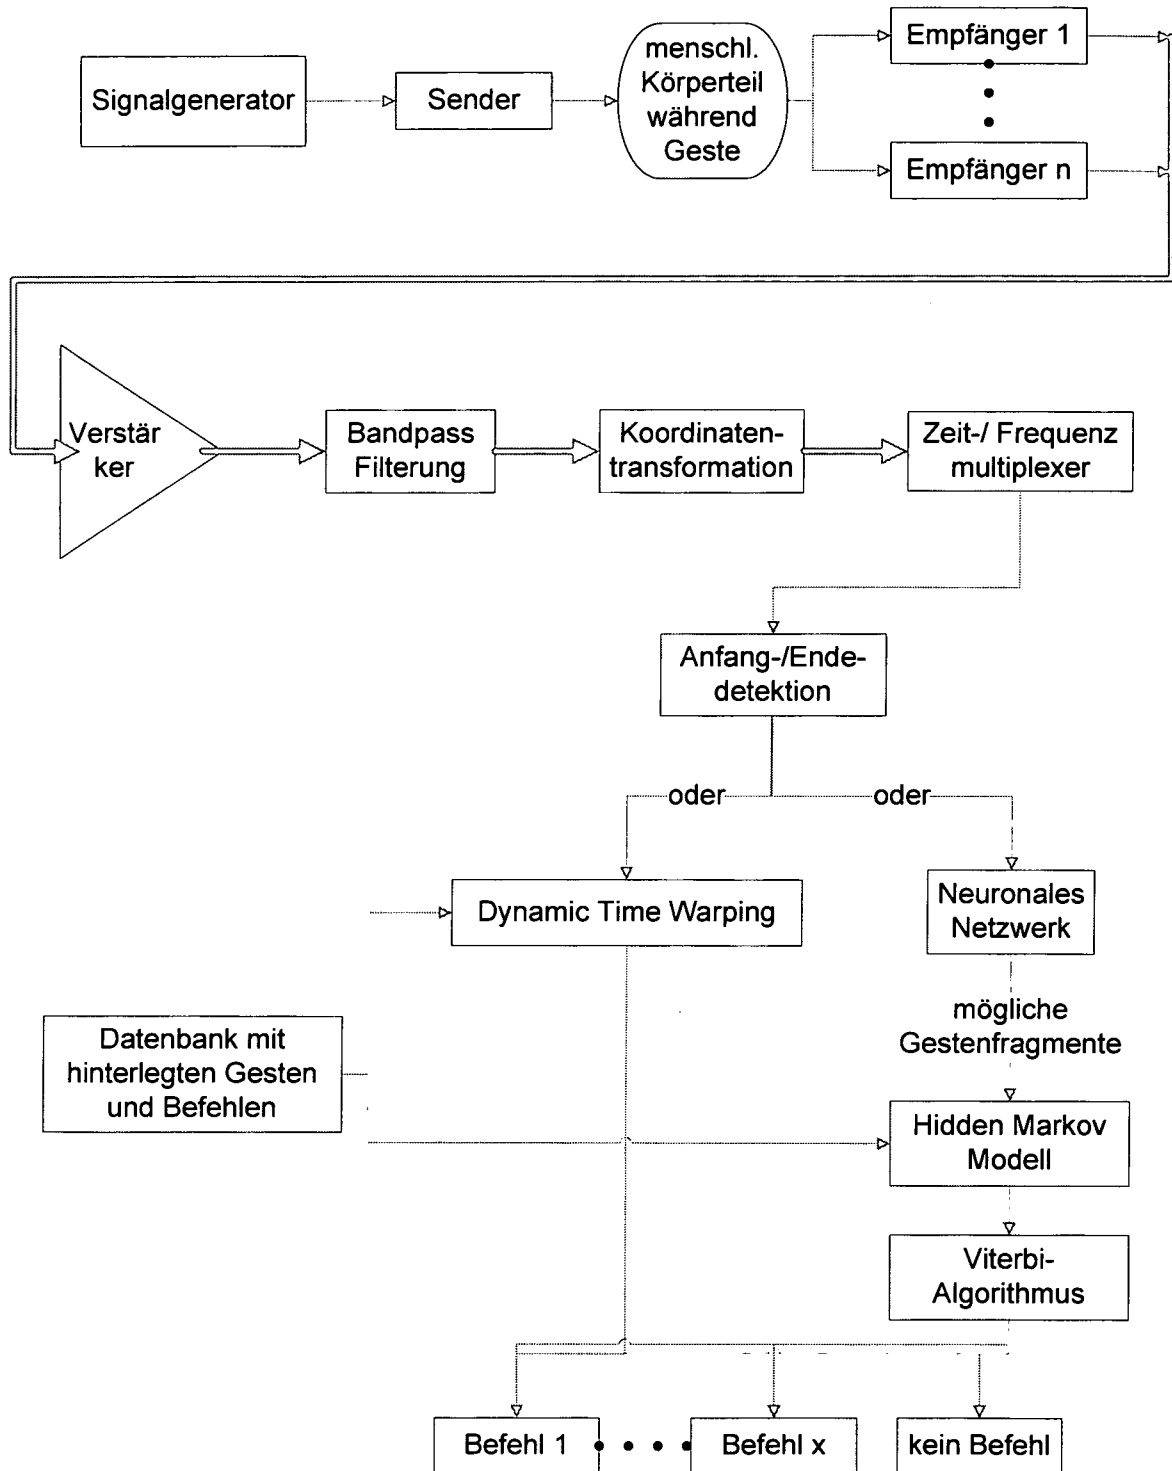 Signalgenerator
Sender
menschl.
Körperteil
während
Geste
Empfänger 1
Empfänger n
Verstär
ker
Bandpass
Filterung
Koordinaten-
transformation
Zeit-/ Frequenz
multiplexer
Anfang-/Ende-
detektion
oder
oder
Dynamic Time Warping
Neuronales
Netzwerk
mögliche
Gestenfragmente
Datenbank mit
hinterlegten Gesten
und Befehlen
Hidden Markov
Modell
Viterbi-
Algorithmus
Befehl 1
Befehl x
kein Befehl